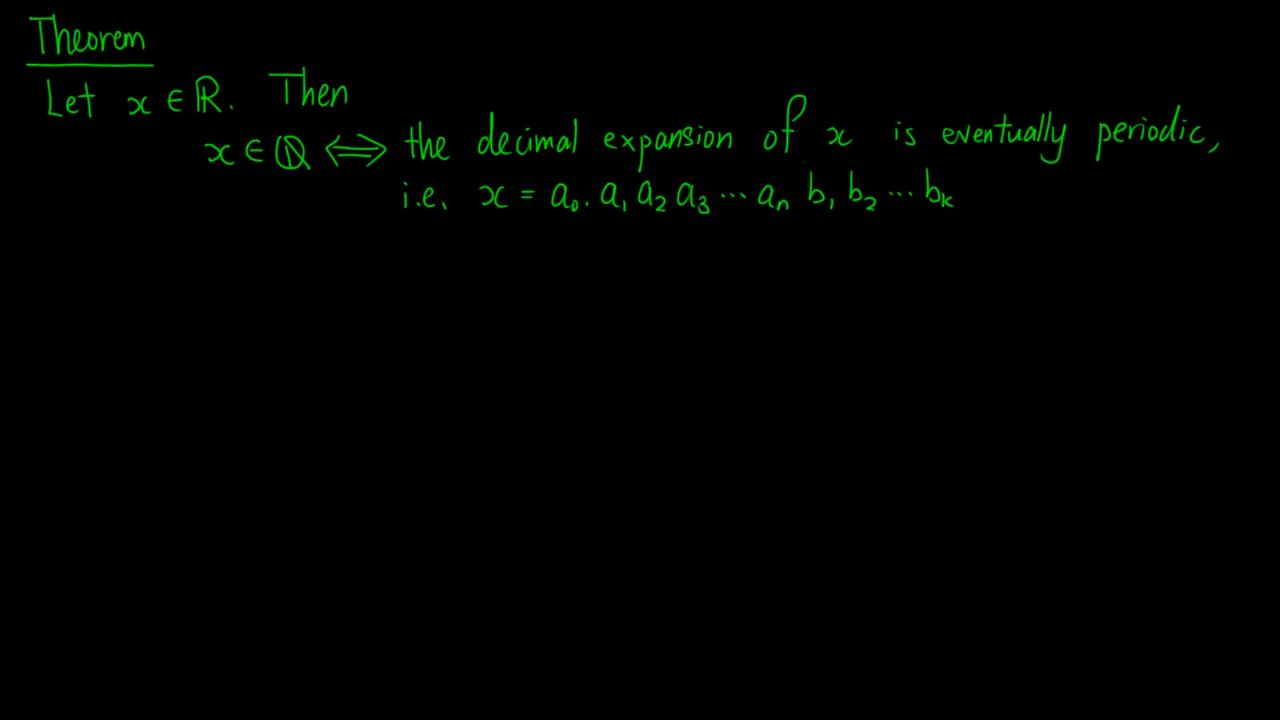 Theorem
Let x ∈ ℝ. Then
x ∈ ℚ ⟺ the decimal expansion of x is eventually periodic,
i.e. x = a₀.a₁a₂a₃⋯aₙb₁b₂⋯bₖ